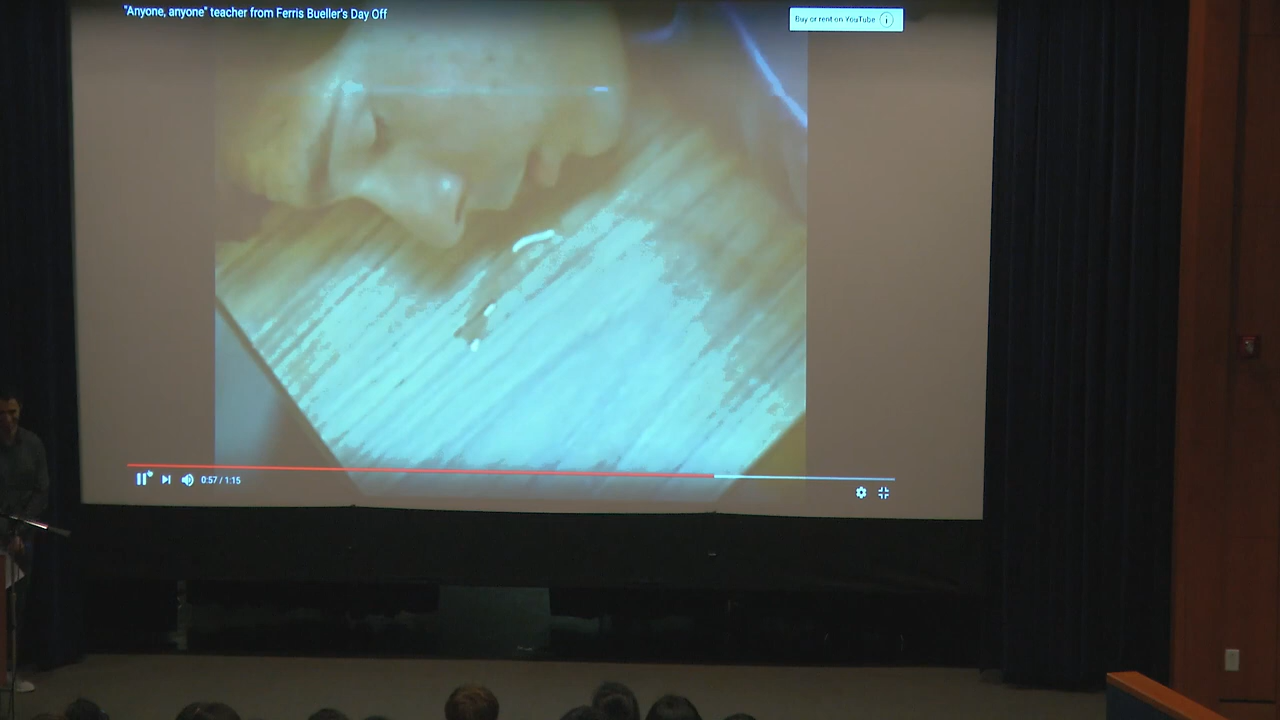 "Anyone, anyone" teacher from Ferris Bueller's Day Off
Buy or rent on YouTube
0:57 / 1:15